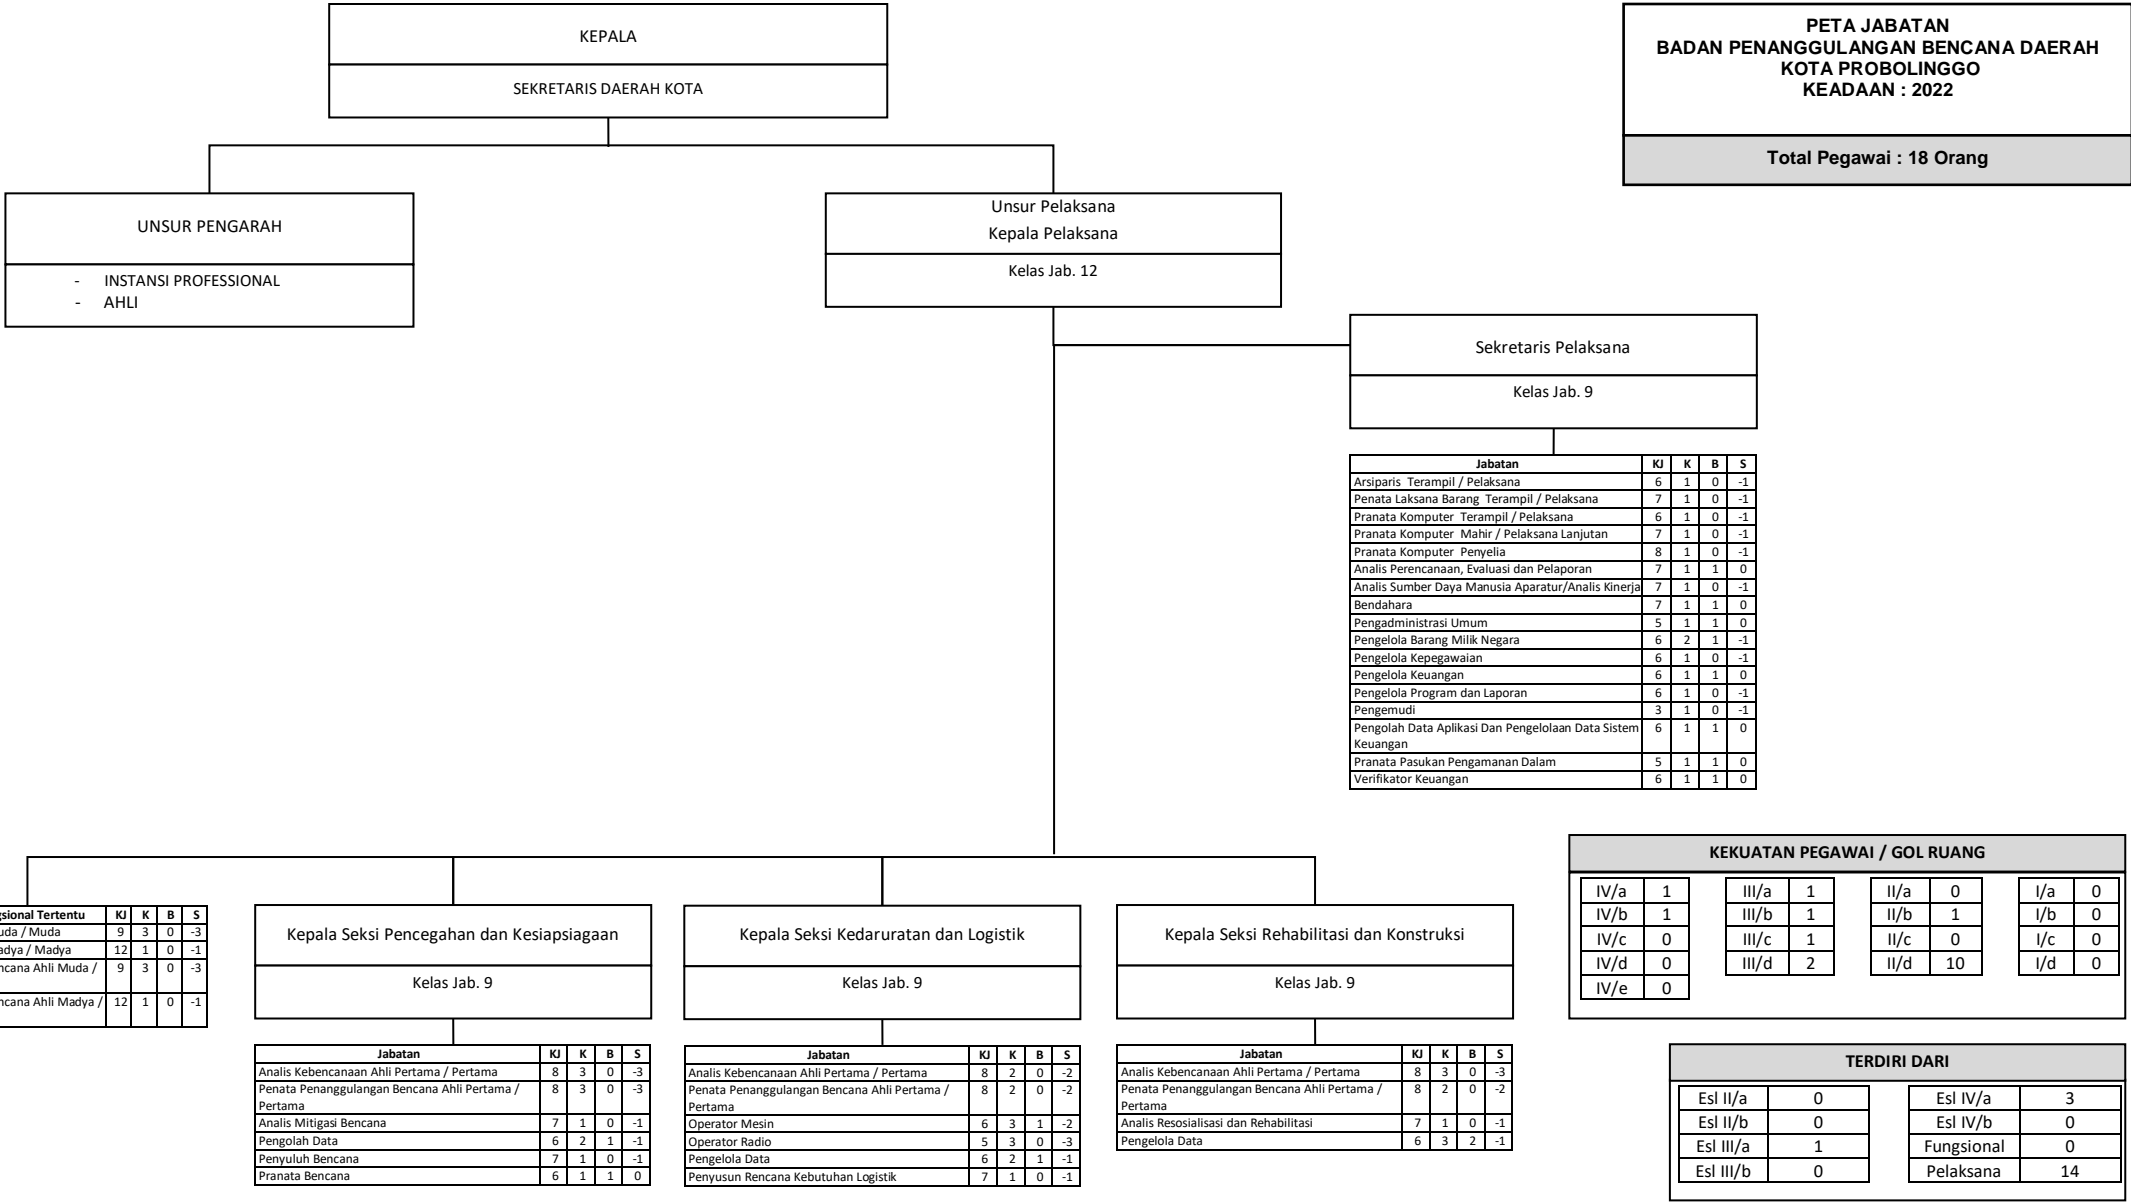 KEPALA
SEKRETARIS DAERAH KOTA
PETA JABATAN
BADAN PENANGGULANGAN BENCANA DAERAH
KOTA PROBOLINGGO
KEADAAN : 2022
Total Pegawai : 18 Orang
UNSUR PENGARAH
- INSTANSI PROFESSIONAL
- AHLI
Unsur Pelaksana
Kepala Pelaksana
Kelas Jab. 12
Sekretaris Pelaksana
Kelas Jab. 9
Jabatan KJ K B S
Arsiparis Terampil / Pelaksana 6 1 0 -1
Penata Laksana Barang Terampil / Pelaksana 7 1 0 -1
Pranata Komputer Terampil / Pelaksana 6 1 0 -1
Pranata Komputer Mahir / Pelaksana Lanjutan 7 1 0 -1
Pranata Komputer Penyelia 8 1 0 -1
Analis Perencanaan, Evaluasi dan Pelaporan 7 1 1 0
Analis Sumber Daya Manusia Aparatur/Analis Kinerja 7 1 0 -1
Bendahara 7 1 1 0
Pengadministrasi Umum 5 1 1 0
Pengelola Barang Milik Negara 6 2 1 -1
Pengelola Kepegawaian 6 1 0 -1
Pengelola Keuangan 6 1 1 0
Pengelola Program dan Laporan 6 1 0 -1
Pengemudi 3 1 0 -1
Pengolah Data Aplikasi Dan Pengelolaan Data Sistem 6 1 1 0
Keuangan
Pranata Pasukan Pengamanan Dalam 5 1 1 0
Verifikator Keuangan 6 1 1 0
gsional Tertentu KJ K B S
uda / Muda 9 3 0 -3
adya / Madya 12 1 0 -1
ncana Ahli Muda / 9 3 0 -3
ncana Ahli Madya / 12 1 0 -1
Kepala Seksi Pencegahan dan Kesiapsiagaan
Kelas Jab. 9
Jabatan KJ K B S
Analis Kebencanaan Ahli Pertama / Pertama 8 3 0 -3
Penata Penanggulangan Bencana Ahli Pertama / 8 3 0 -3
Pertama
Analis Mitigasi Bencana 7 1 0 -1
Pengolah Data 6 2 1 -1
Penyuluh Bencana 7 1 0 -1
Pranata Bencana 6 1 1 0
Kepala Seksi Kedaruratan dan Logistik
Kelas Jab. 9
Jabatan KJ K B S
Analis Kebencanaan Ahli Pertama / Pertama 8 2 0 -2
Penata Penanggulangan Bencana Ahli Pertama / 8 2 0 -2
Pertama
Operator Mesin 6 3 1 -2
Operator Radio 5 3 0 -3
Pengelola Data 6 2 1 -1
Penyusun Rencana Kebutuhan Logistik 7 1 0 -1
Kepala Seksi Rehabilitasi dan Konstruksi
Kelas Jab. 9
Jabatan KJ K B S
Analis Kebencanaan Ahli Pertama / Pertama 8 3 0 -3
Penata Penanggulangan Bencana Ahli Pertama / 8 2 0 -2
Pertama
Analis Resosialisasi dan Rehabilitasi 7 1 0 -1
Pengelola Data 6 3 2 -1
KEKUATAN PEGAWAI / GOL RUANG
IV/a 1 III/a 1 II/a 0 I/a 0
IV/b 1 III/b 1 II/b 1 I/b 0
IV/c 0 III/c 1 II/c 0 I/c 0
IV/d 0 III/d 2 II/d 10 I/d 0
IV/e 0
TERDIRI DARI
Esl II/a 0 Esl IV/a 3
Esl II/b 0 Esl IV/b 0
Esl III/a 1 Fungsional 0
Esl III/b 0 Pelaksana 14